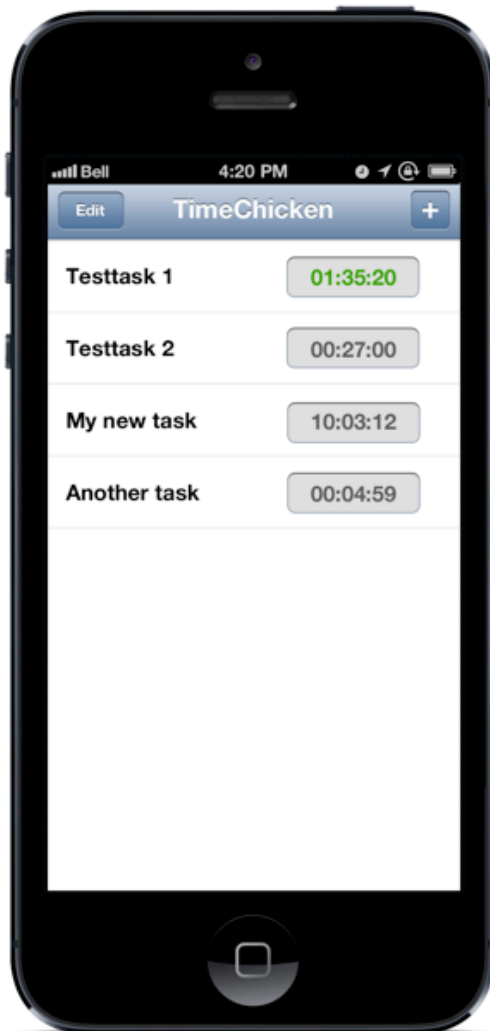 Bell 4:20 PM
Edit TimeChicken +
Testtask 1 01:35:20
Testtask 2 00:27:00
My new task 10:03:12
Another task 00:04:59